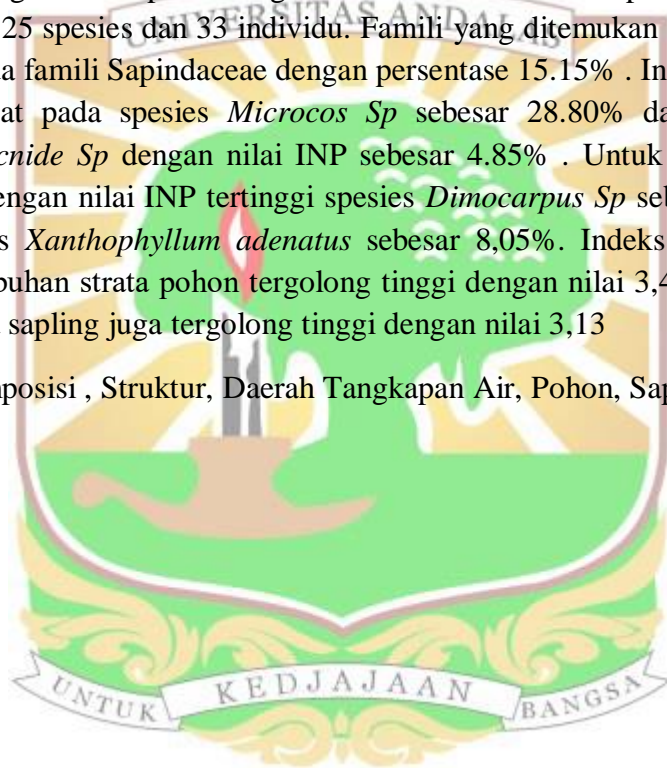 25 spesies dan 33 individu. Famili yang ditemukan
UNIVERSITAS ANDALAS
a famili Sapindaceae dengan persentase 15.15% . In
at pada spesies Microcos Sp sebesar 28.80% da
cnide Sp dengan nilai INP sebesar 4.85% . Untuk
engan nilai INP tertinggi spesies Dimocarpus Sp seb
s Xanthophyllum adenatus sebesar 8,05%. Indeks
buhan strata pohon tergolong tinggi dengan nilai 3,4
sapling juga tergolong tinggi dengan nilai 3,13
posisi , Struktur, Daerah Tangkapan Air, Pohon, Sap
UNTUK KEDJAJAAN BANGSA